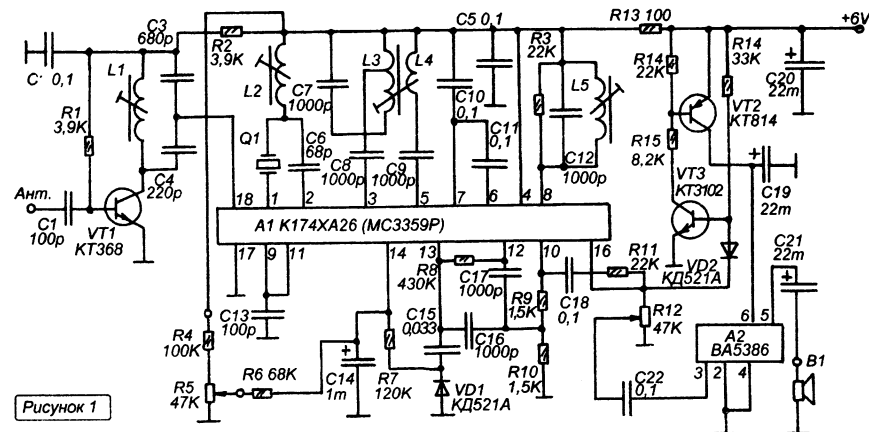 C3
680p
C5 0,1
R13 100
+6V
R2
3,9K
R3
22K
R14
22K
R14
33K
C20
22m
C' 0,1
L1
L2
L3
L4
L5
C7
1000p
C10
0,1
VT2
KT814
R1
3,9K
Q1
C6
68p
C8
1000p
C9
1000p
C11
0,1
C12
1000p
R15
8,2K
C19
22m
Ант.
C4
220p
C1
100p
VT1
KT368
VT3
KT3102
18 1 2 3 5 7 6 4 8
A1 К174ХА26 (MC3359P)
17 9 11 14 13 12 10 16
VD2
КД521А
C21
22m
R8
430K
C17
1000p
R11
22K
C18
0,1
R9
1,5K
R12
47K
C13
100p
C15
0,033
C16
1000p
R10
1,5K
6 5
A2
BA5386
3 2 4
B1
R4
100K
R5
47K
R6 68K
C14
1m
R7
120K
VD1
КД521А
C22
0,1
Рисунок 1